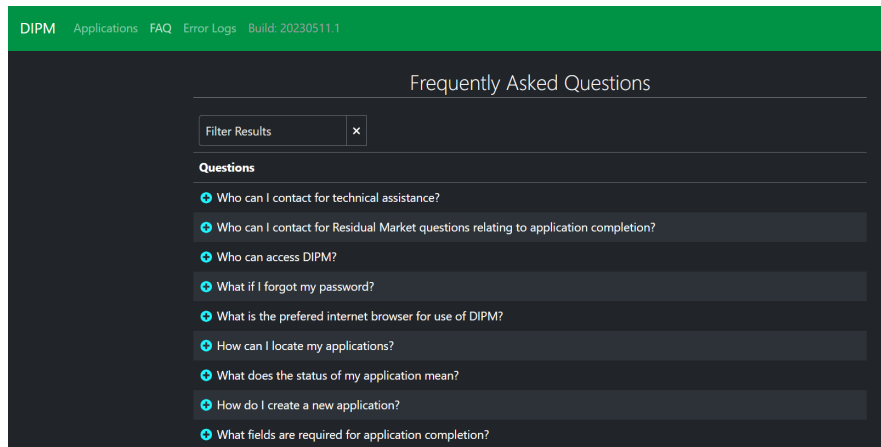 DIPM Applications FAQ Error Logs Build: 20230511.1
Frequently Asked Questions
Filter Results
Questions
Who can I contact for technical assistance?
Who can I contact for Residual Market questions relating to application completion?
Who can access DIPM?
What if I forgot my password?
What is the prefered internet browser for use of DIPM?
How can I locate my applications?
What does the status of my application mean?
How do I create a new application?
What fields are required for application completion?